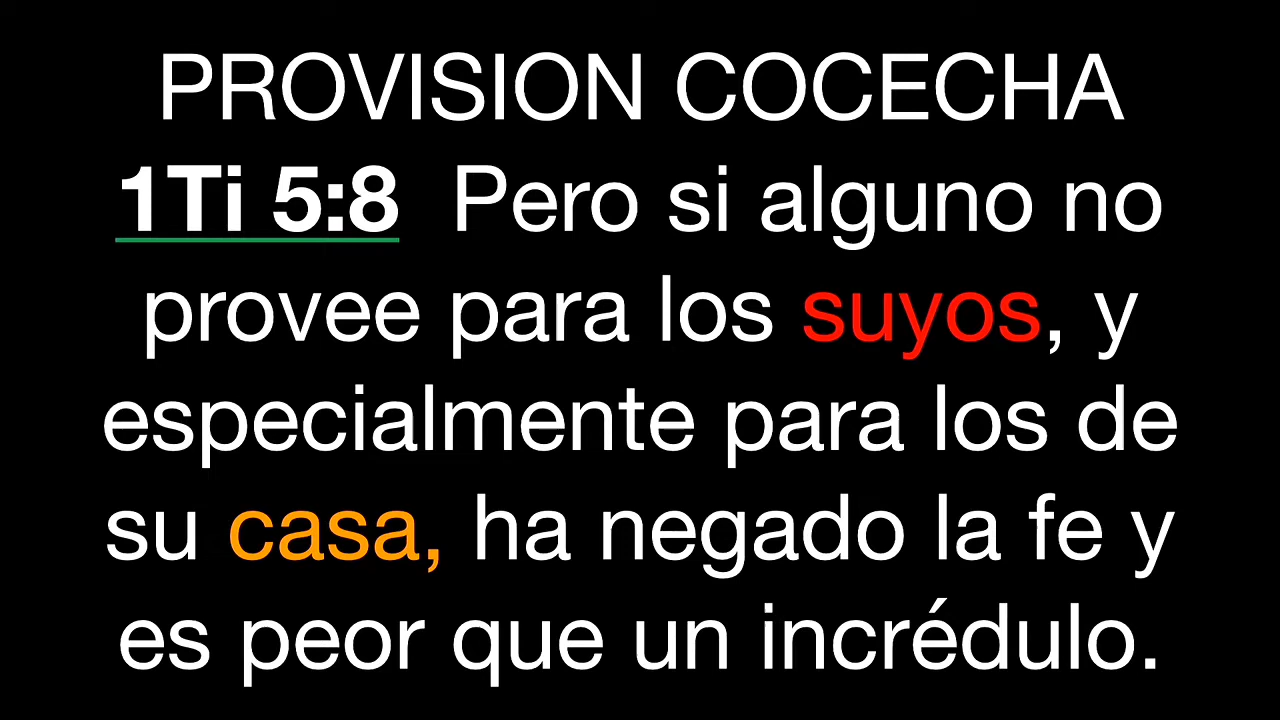 PROVISION COCECHA
1Ti 5:8 Pero si alguno no
provee para los suyos, y
especialmente para los de
su casa, ha negado la fe y
es peor que un incrédulo.